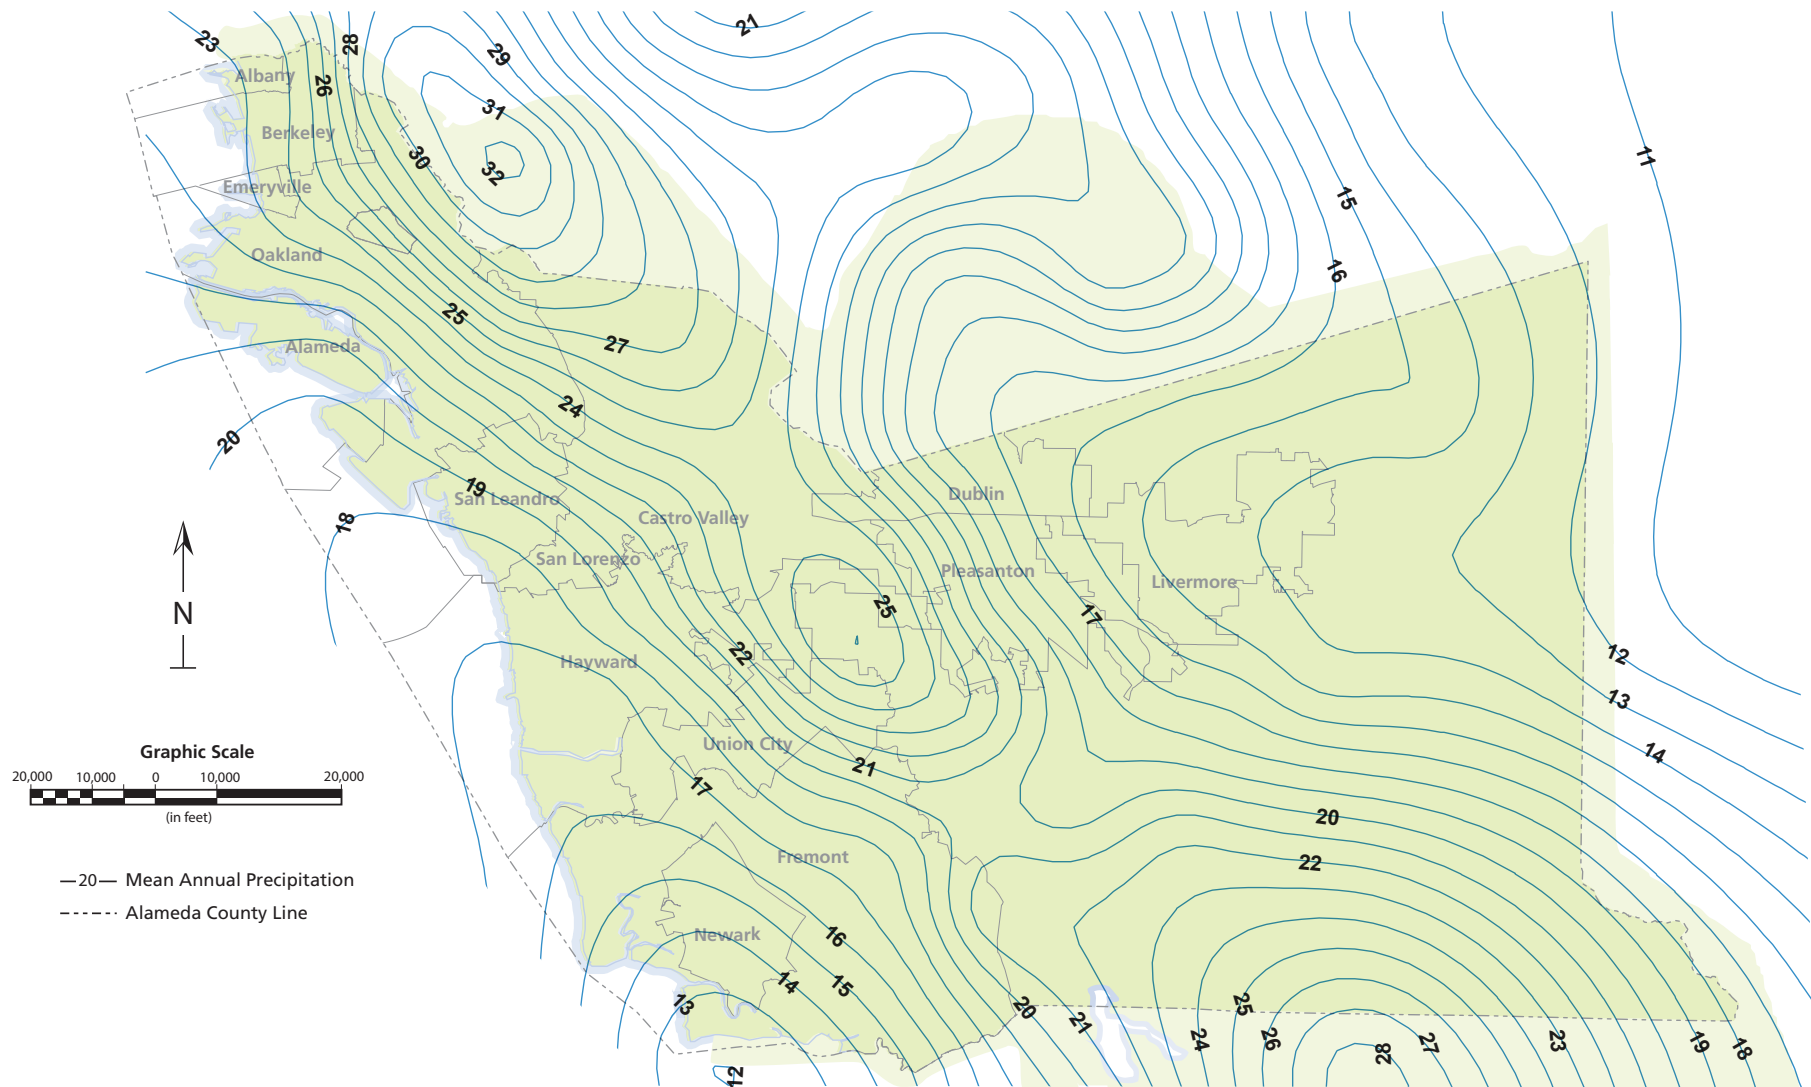 21
23
28
29
26
Albany
31
Berkeley
11
30
32
Emeryville
15
Oakland
16
25
27
Alameda
24
20
19
San Leandro
Dublin
18
Castro Valley
San Lorenzo
Pleasanton
Livermore
25
17
N
22
12
Hayward
13
Union City
14
21
17
Graphic Scale
20,000 10,000 0 10,000 20,000
(in feet)
20
Fremont
22
—20— Mean Annual Precipitation
Alameda County Line
Newark
16
14
15
13
20
21
24
25
26
28
27
23
19
18
12